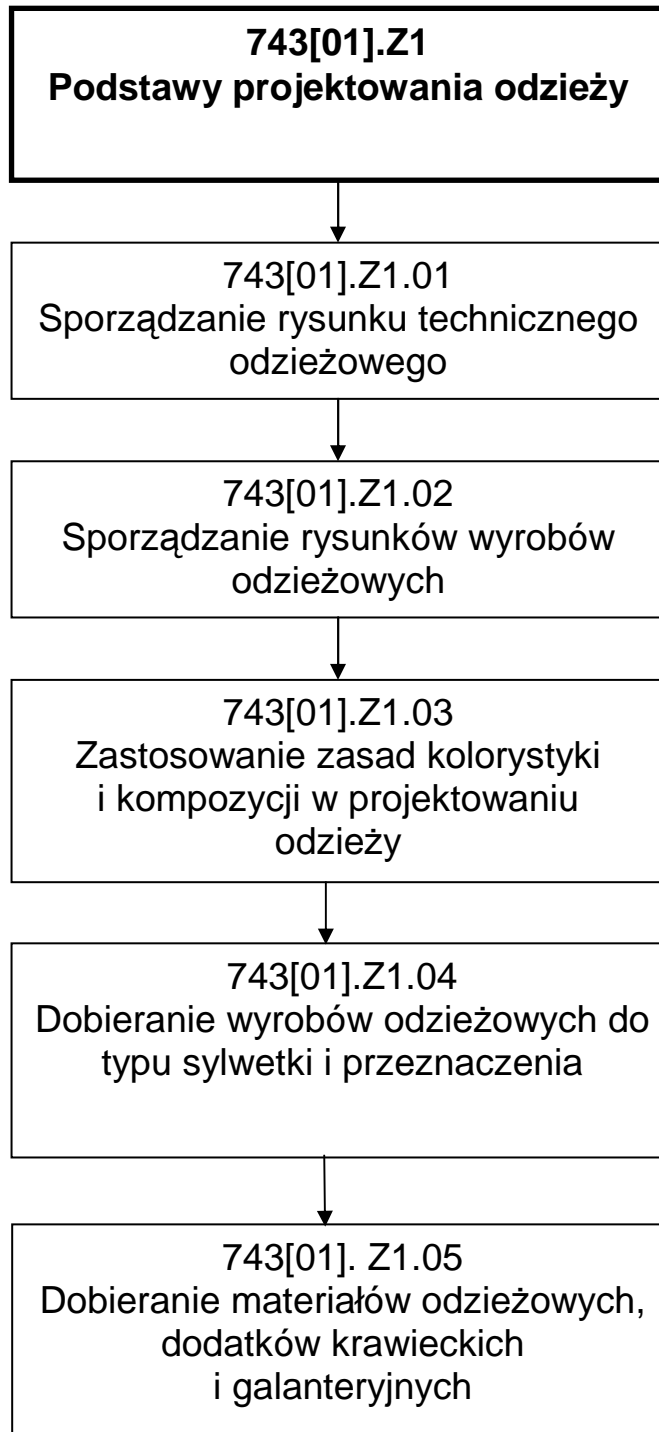 743[01].Z1
Podstawy projektowania odzieży
743[01].Z1.01
Sporządzanie rysunku technicznego
odzieżowego
743[01].Z1.02
Sporządzanie rysunków wyrobów
odzieżowych
743[01].Z1.03
Zastosowanie zasad kolorystyki
i kompozycji w projektowaniu
odzieży
743[01].Z1.04
Dobieranie wyrobów odzieżowych do
typu sylwetki i przeznaczenia
743[01]. Z1.05
Dobieranie materiałów odzieżowych,
dodatków krawieckich
i galanteryjnych